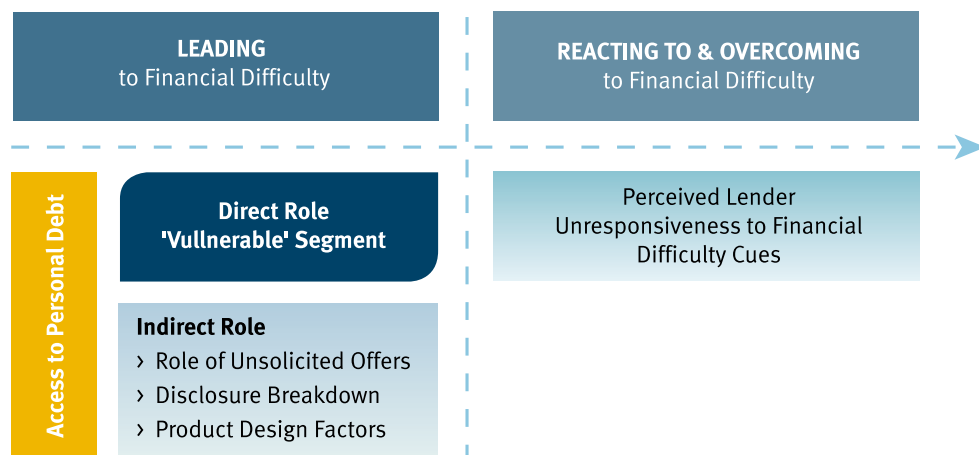 LEADING
to Financial Difficulty
REACTING TO & OVERCOMING
to Financial Difficulty
Access to Personal Debt
Direct Role
'Vullnerable' Segment
Indirect Role
› Role of Unsolicited Offers
› Disclosure Breakdown
› Product Design Factors
Perceived Lender
Unresponsiveness to Financial
Difficulty Cues